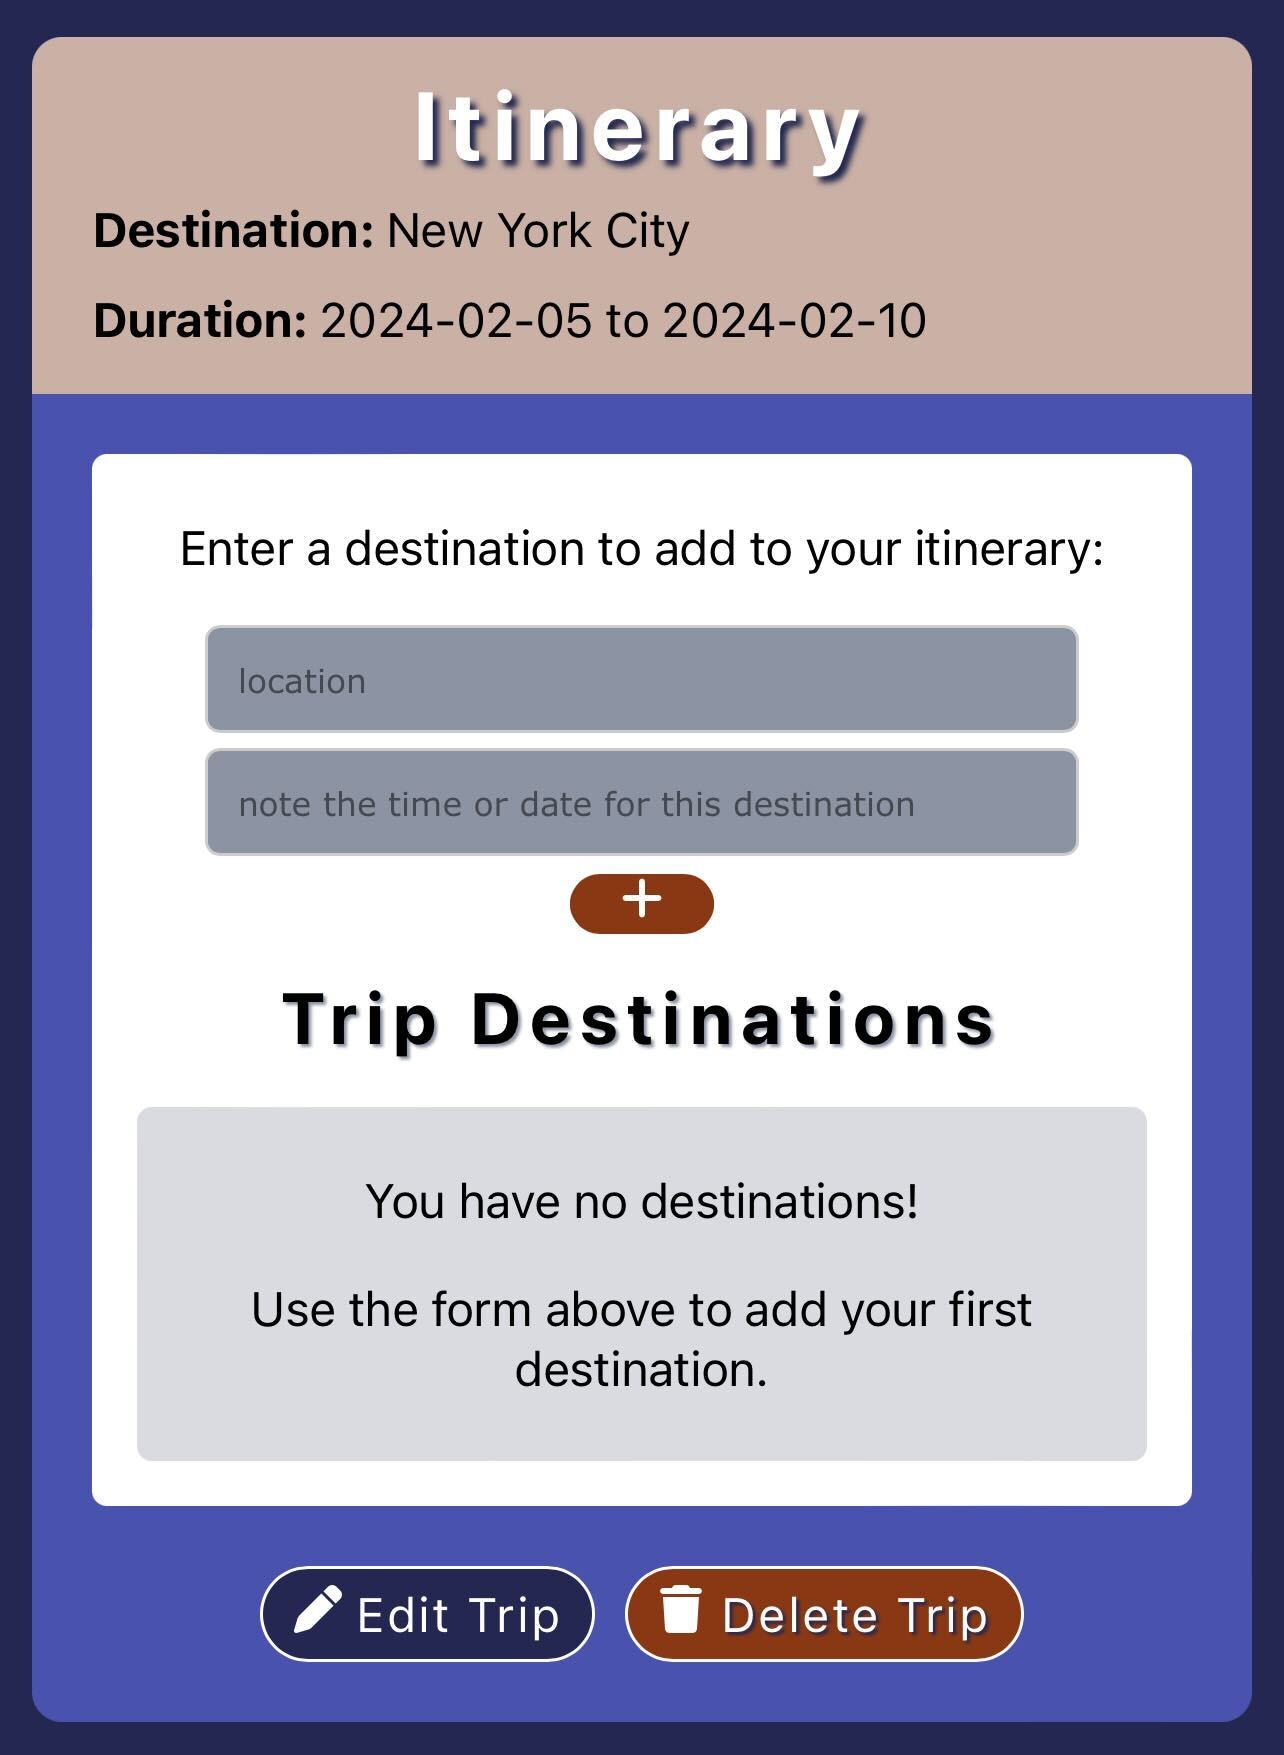 Itinerary
Destination: New York City
Duration: 2024-02-05 to 2024-02-10
Enter a destination to add to your itinerary:
location
note the time or date for this destination
+
Trip Destinations
You have no destinations!
Use the form above to add your first
destination.
Edit Trip
Delete Trip